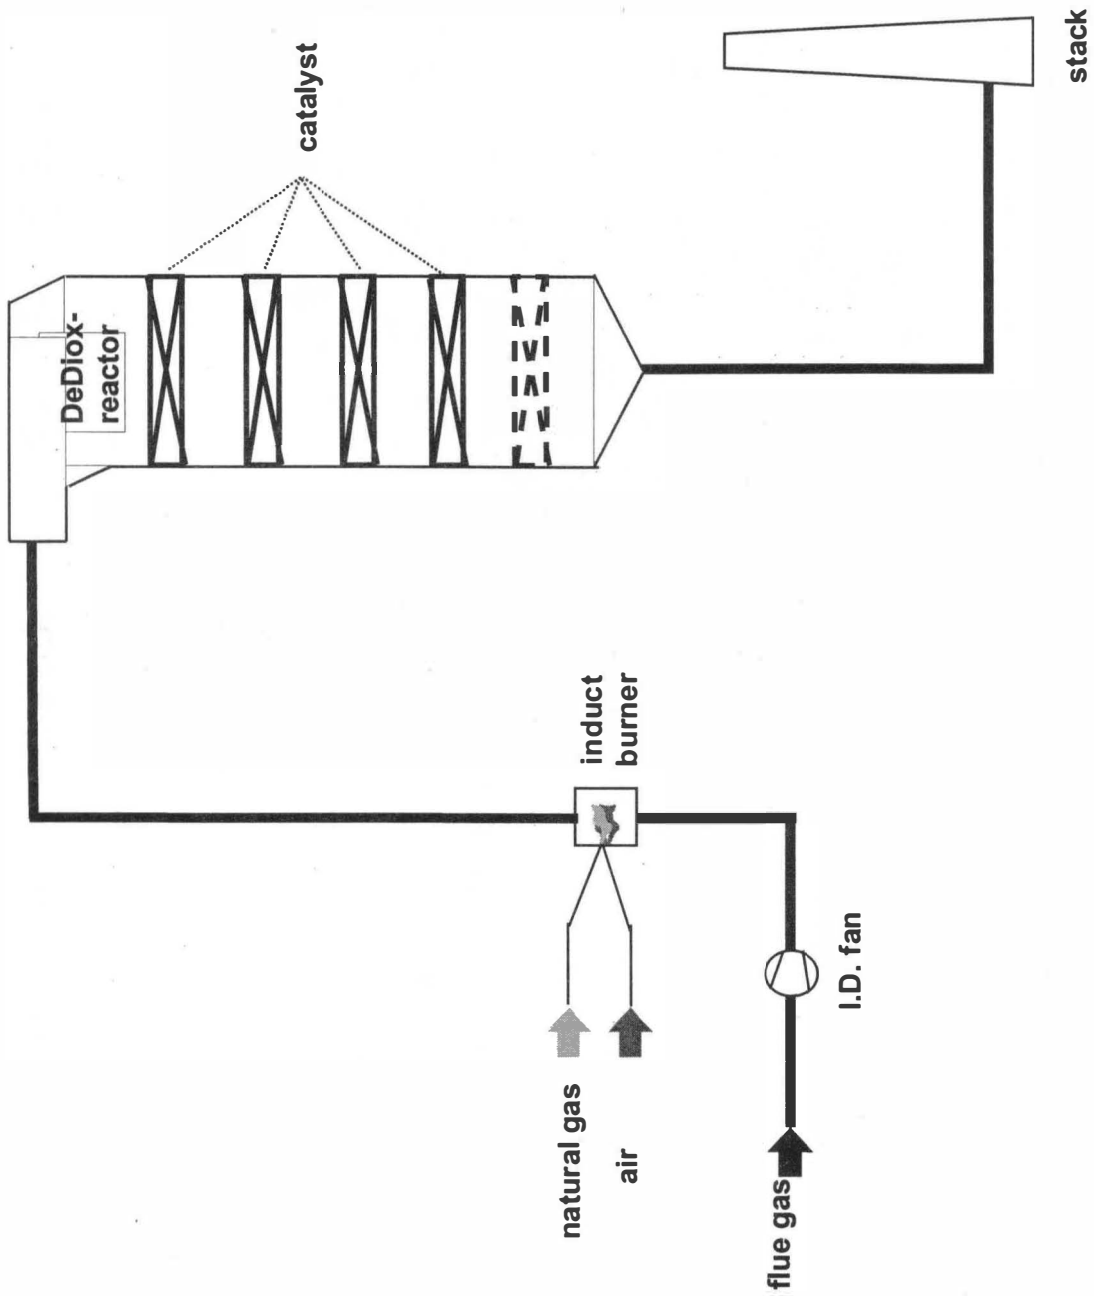 flue gas
I.D. fan
natural gas
air
induct
burner
DeDiox-
reactor
catalyst
stack